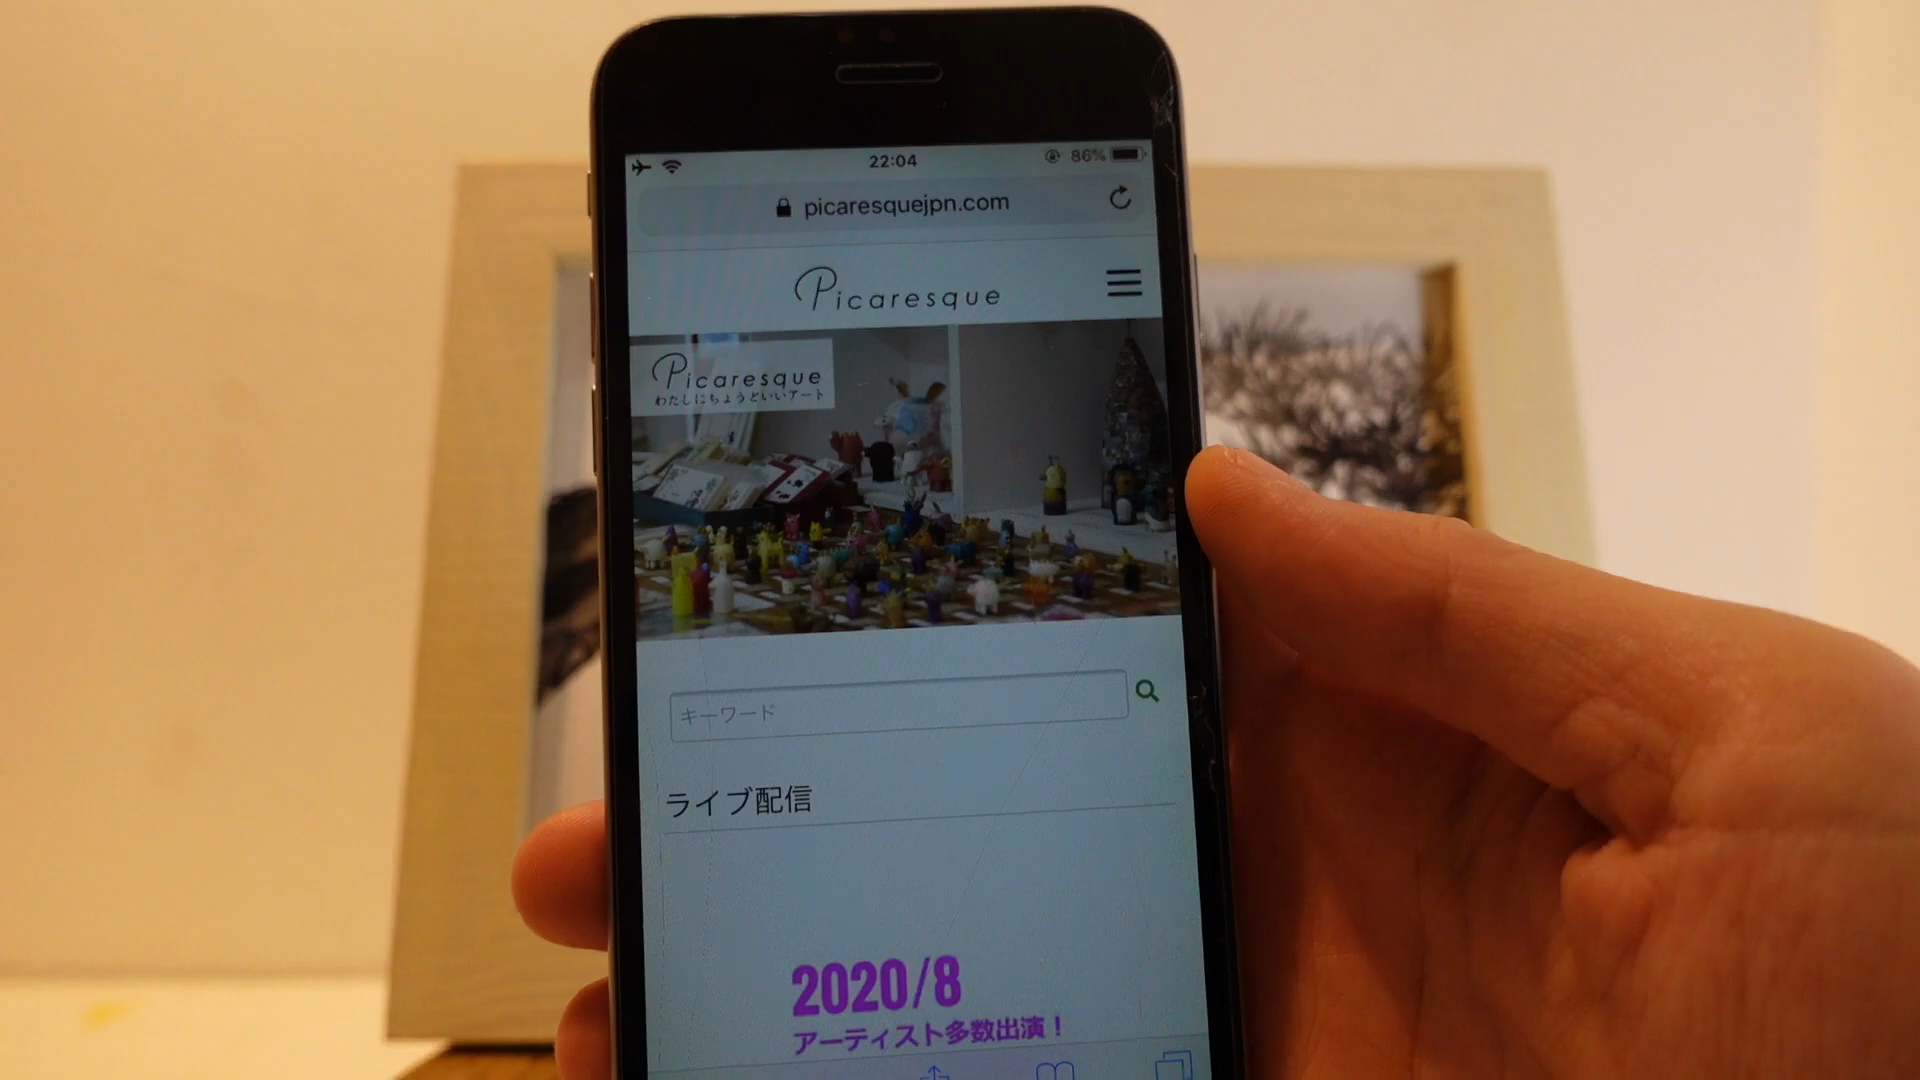 22:04
86%
picaresquejpn.com
Picaresque
Picaresque
わたしにちょうどいいアート
キーワード
ライブ配信
2020/8
アーティスト多数出演！